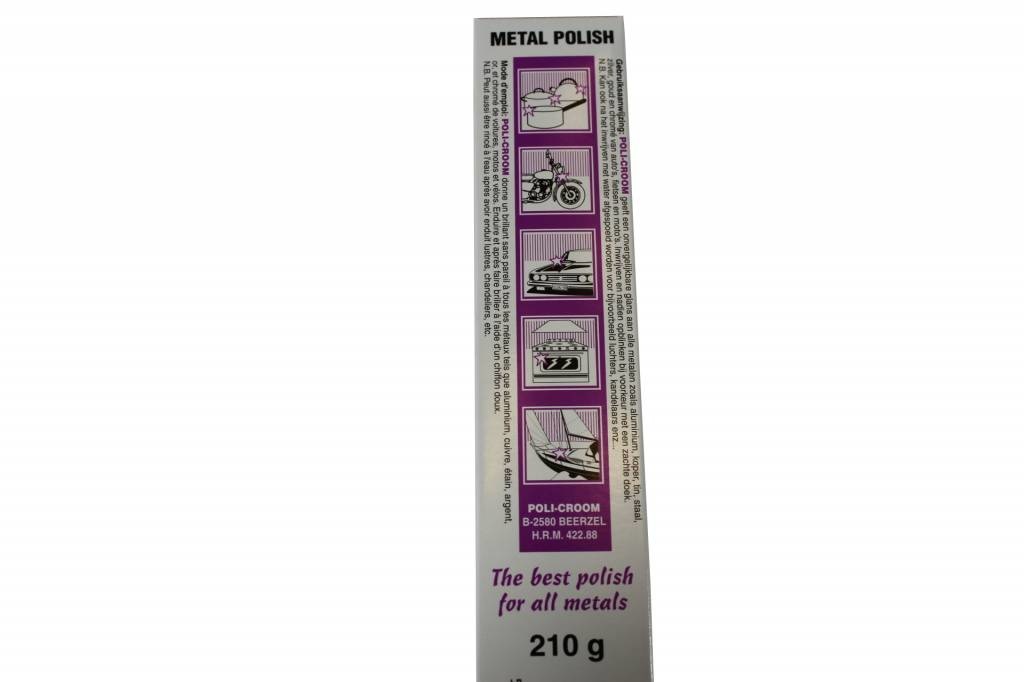 METAL POLISH
Gebruiksaanwijzing: POLI-CROOM geeft een onvergelijkbare glans aan alle metalen zoals aluminium, koper, tin, staal,
zilver, goud en chromé van auto's, fietsen en moto's. Inwrijven en nadien opblinken bij voorkeur met een zachte doek.
N.B. Kan ook na het inwrijven met water afgespoeld worden voor bijvoorbeeld luchters, kandelaars enz...
Mode d'emploi: POLI-CROOM donne un brillant sans pareil à tous les métaux tels que aluminium, cuivre, étain, argent,
or, et chromé de voitures, motos et vélos. Enduire et après faire briller à l'aide d'un chiffon doux.
N.B. Peut aussi être rincé à l'eau après avoir enduit lustres, chandeliers, etc.
POLI-CROOM
B-2580 BEERZEL
H.R.M. 422.88
The best polish
for all metals
210 g